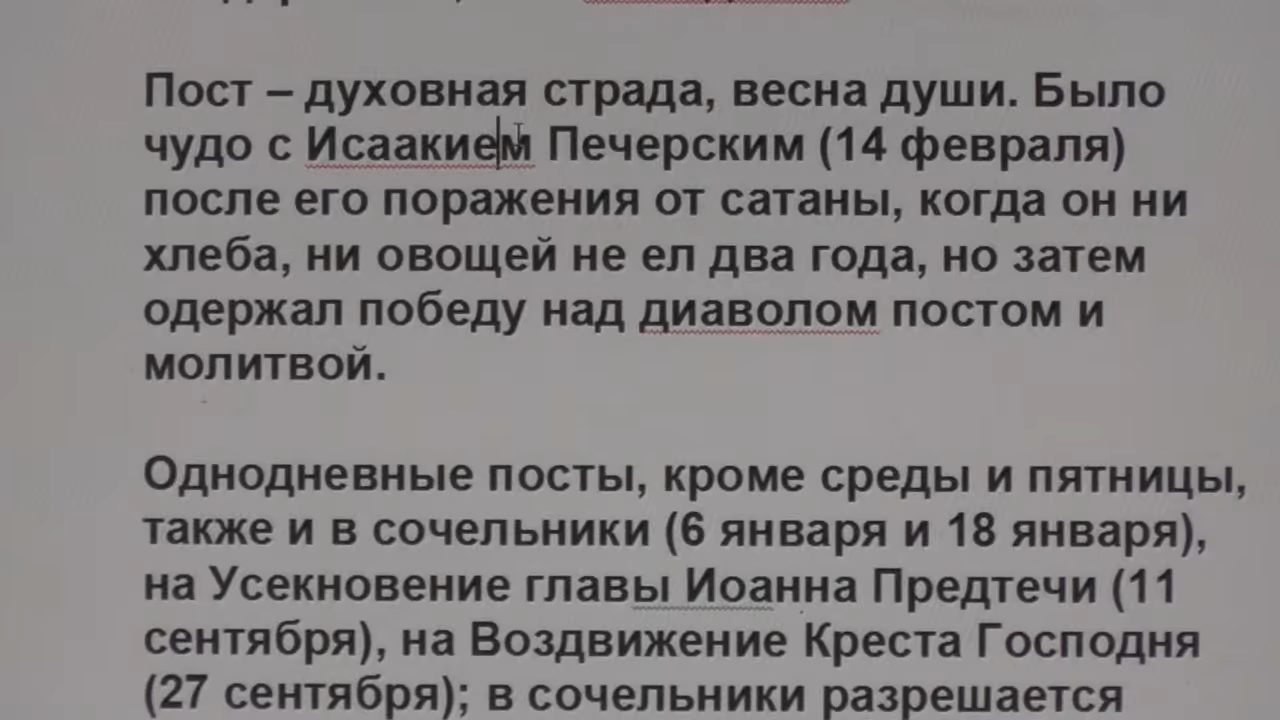 Пост – духовная страда, весна души. Было
чудо с Исаакием Печерским (14 февраля)
после его поражения от сатаны, когда он ни
хлеба, ни овощей не ел два года, но затем
одержал победу над диаволом постом и
молитвой.
Однодневные посты, кроме среды и пятницы,
также и в сочельники (6 января и 18 января),
на Усекновение главы Иоанна Предтечи (11
сентября), на Воздвижение Креста Господня
(27 сентября); в сочельники разрешается